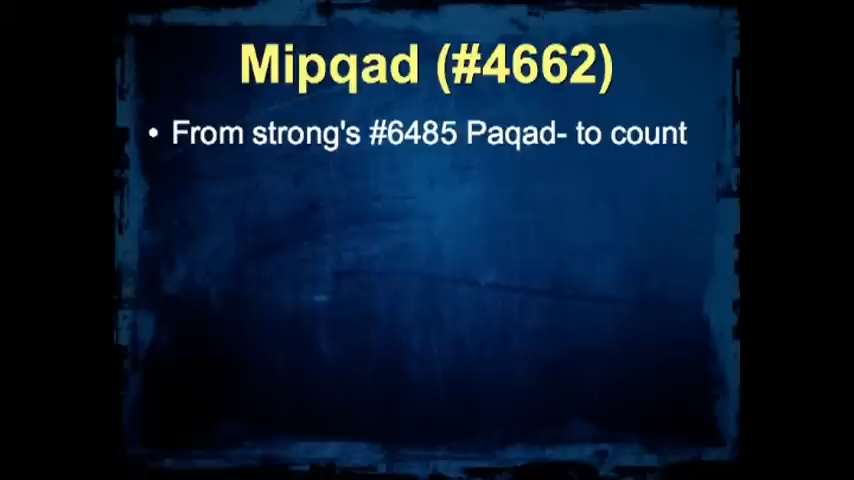 Mipqad (#4662)
• From strong's #6485 Paqad- to count